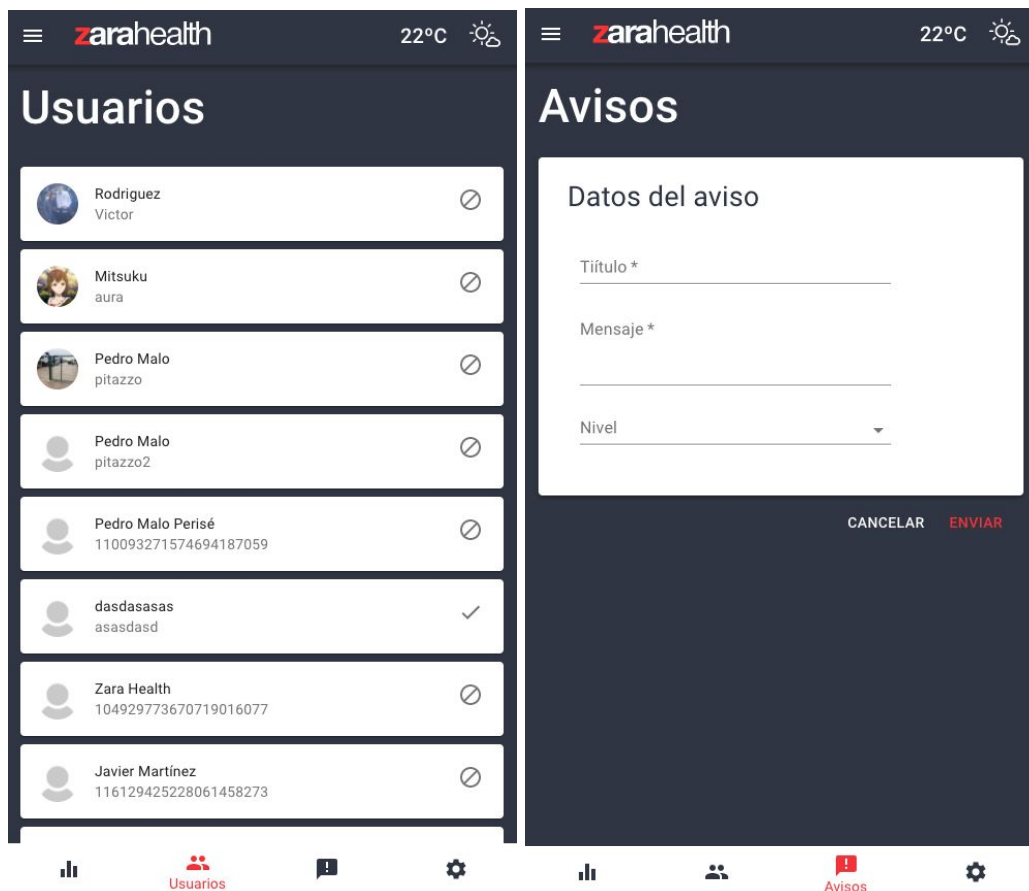 zarahealth
22ºC
Usuarios
Rodriguez
Victor
Mitsuku
aura
Pedro Malo
pitazzo
Pedro Malo
pitazzo2
Pedro Malo Perisé
110093271574694187059
dasdasasas
asasdasd
Zara Health
104929773670719016077
Javier Martínez
116129425228061458273
Usuarios
zarahealth
22ºC
Avisos
Datos del aviso
Tiítulo *
Mensaje *
Nivel
CANCELAR
ENVIAR
Avisos